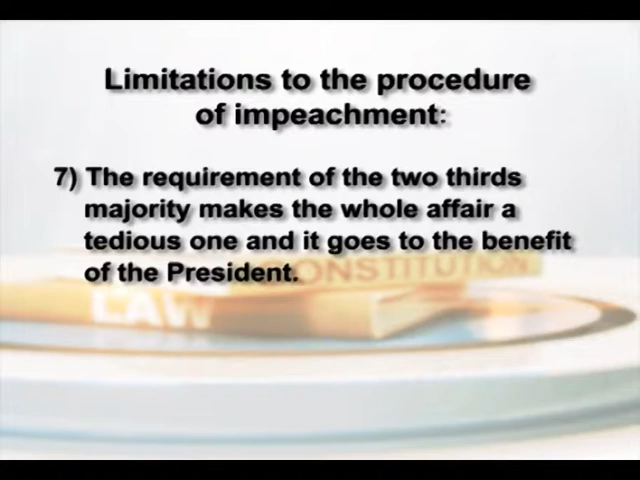 Limitations to the procedure
of impeachment:
7) The requirement of the two thirds
majority makes the whole affair a
tedious one and it goes to the benefit
of the President.
CONSTITUTION
LAW